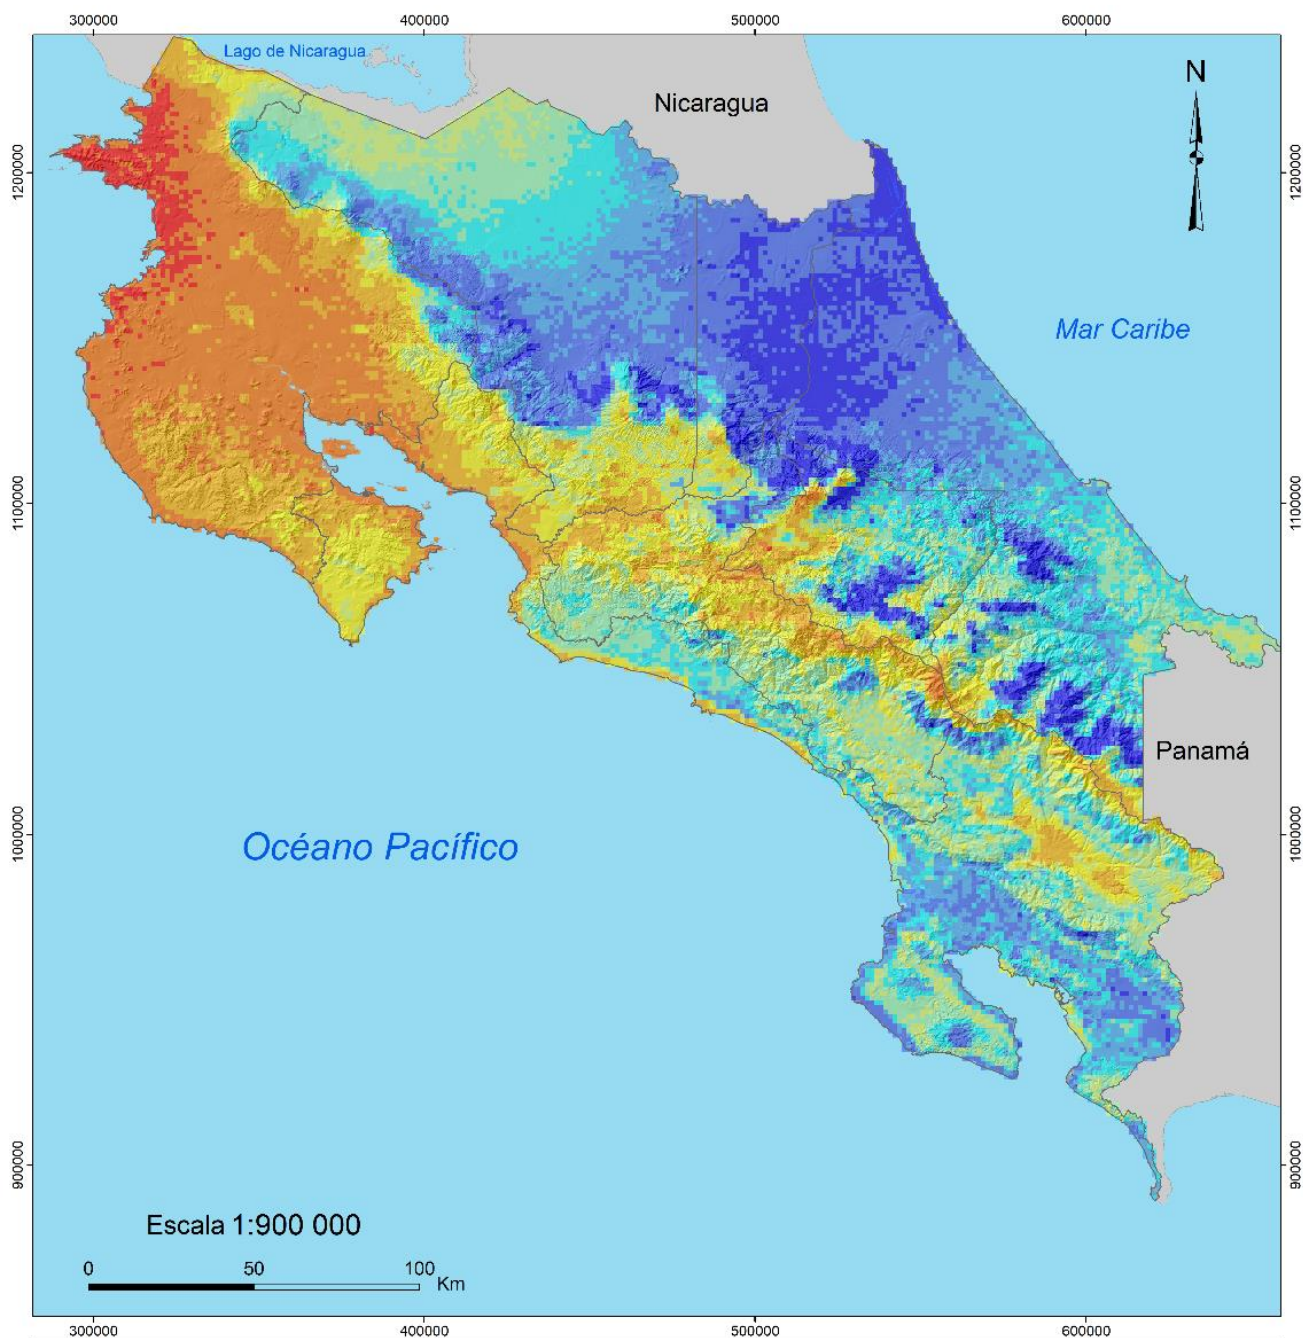 300000 400000 500000 600000
Lago de Nicaragua
Nicaragua
N
1200000 1200000
Mar Caribe
1100000 1100000
Panamá
Océano Pacífico
1000000 1000000
900000 900000
Escala 1:900 000
0 50 100
Km
300000 400000 500000 600000